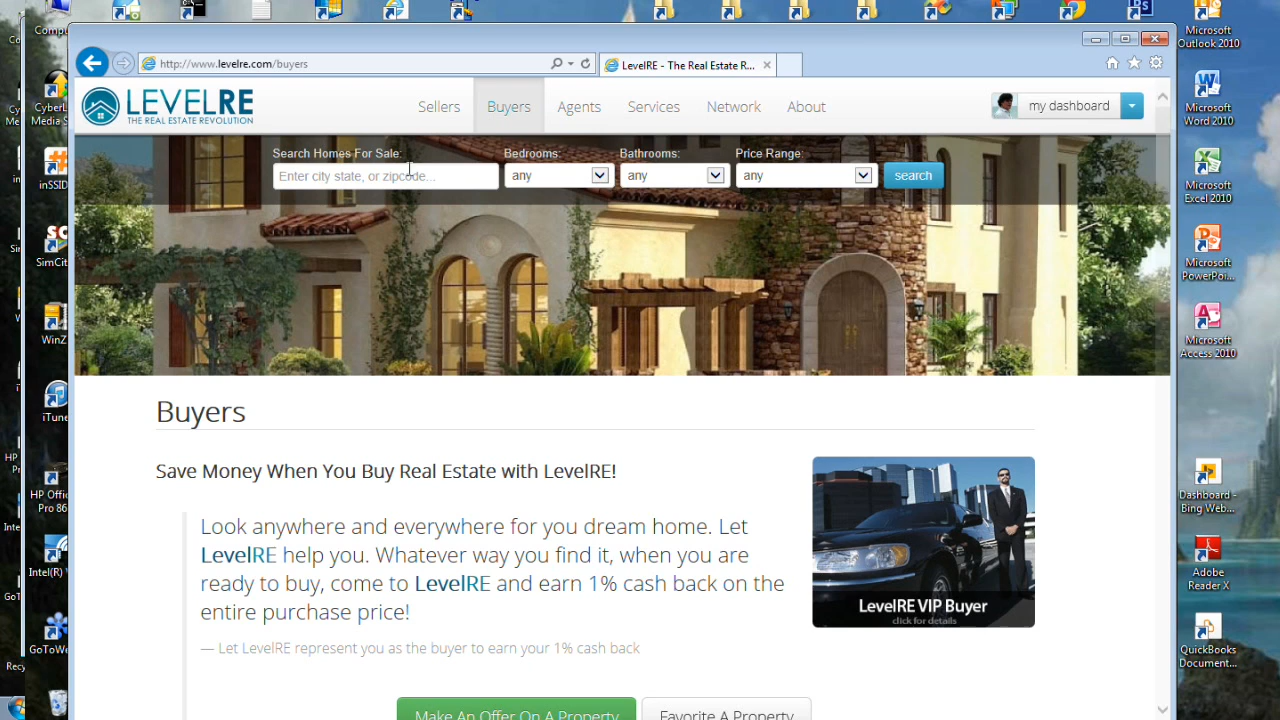 http://www.levelre.com/buyers
LevelRE - The Real Estate R...
LEVELRE
THE REAL ESTATE REVOLUTION
Sellers
Buyers
Agents
Services
Network
About
my dashboard
Search Homes For Sale:
Bedrooms:
Bathrooms:
Price Range:
Enter city state, or zipcode...
any
any
any
search
Buyers
Save Money When You Buy Real Estate with LevelRE!
Look anywhere and everywhere for you dream home. Let
LevelRE help you. Whatever way you find it, when you are
ready to buy, come to LevelRE and earn 1% cash back on the
entire purchase price!
— Let LevelRE represent you as the buyer to earn your 1% cash back
LevelRE VIP Buyer
click for details
Make An Offer On A Property
Favorite A Property
Microsoft
Outlook 2010
Microsoft
Word 2010
Microsoft
Excel 2010
Microsoft
PowerPoi...
Microsoft
Access 2010
Dashboard -
Bing Web...
Adobe
Reader X
QuickBooks
Document...
Comp
CyberL
Media S
inSSID
SimCit
WinZ
iTune
HP Offic
Pro 86
Intel(R)
GoToWe